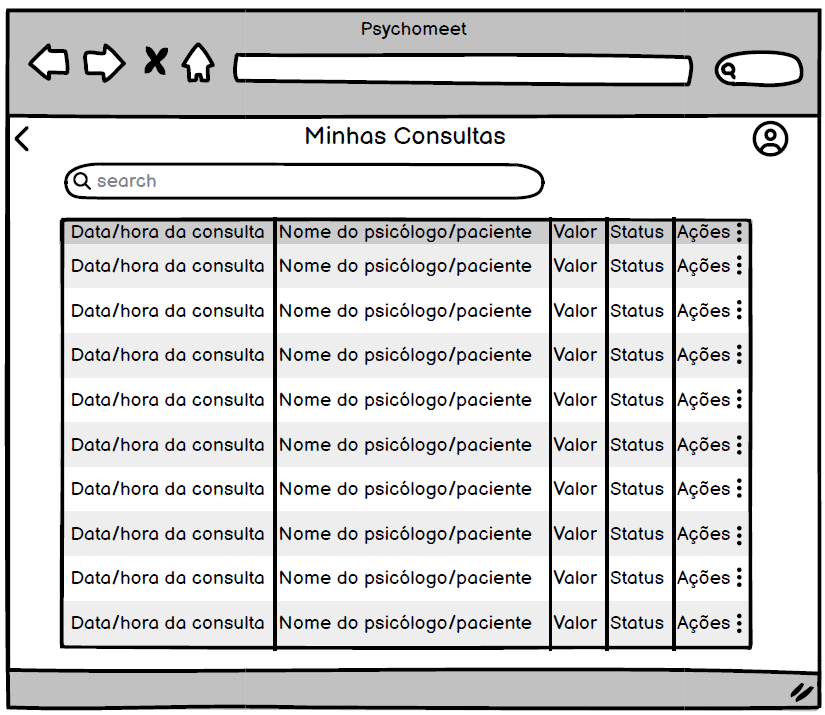 Psychomeet
Minhas Consultas
search
Data/hora da consulta Nome do psicólogo/paciente Valor Status Ações
Data/hora da consulta Nome do psicólogo/paciente Valor Status Ações
Data/hora da consulta Nome do psicólogo/paciente Valor Status Ações
Data/hora da consulta Nome do psicólogo/paciente Valor Status Ações
Data/hora da consulta Nome do psicólogo/paciente Valor Status Ações
Data/hora da consulta Nome do psicólogo/paciente Valor Status Ações
Data/hora da consulta Nome do psicólogo/paciente Valor Status Ações
Data/hora da consulta Nome do psicólogo/paciente Valor Status Ações
Data/hora da consulta Nome do psicólogo/paciente Valor Status Ações
Data/hora da consulta Nome do psicólogo/paciente Valor Status Ações